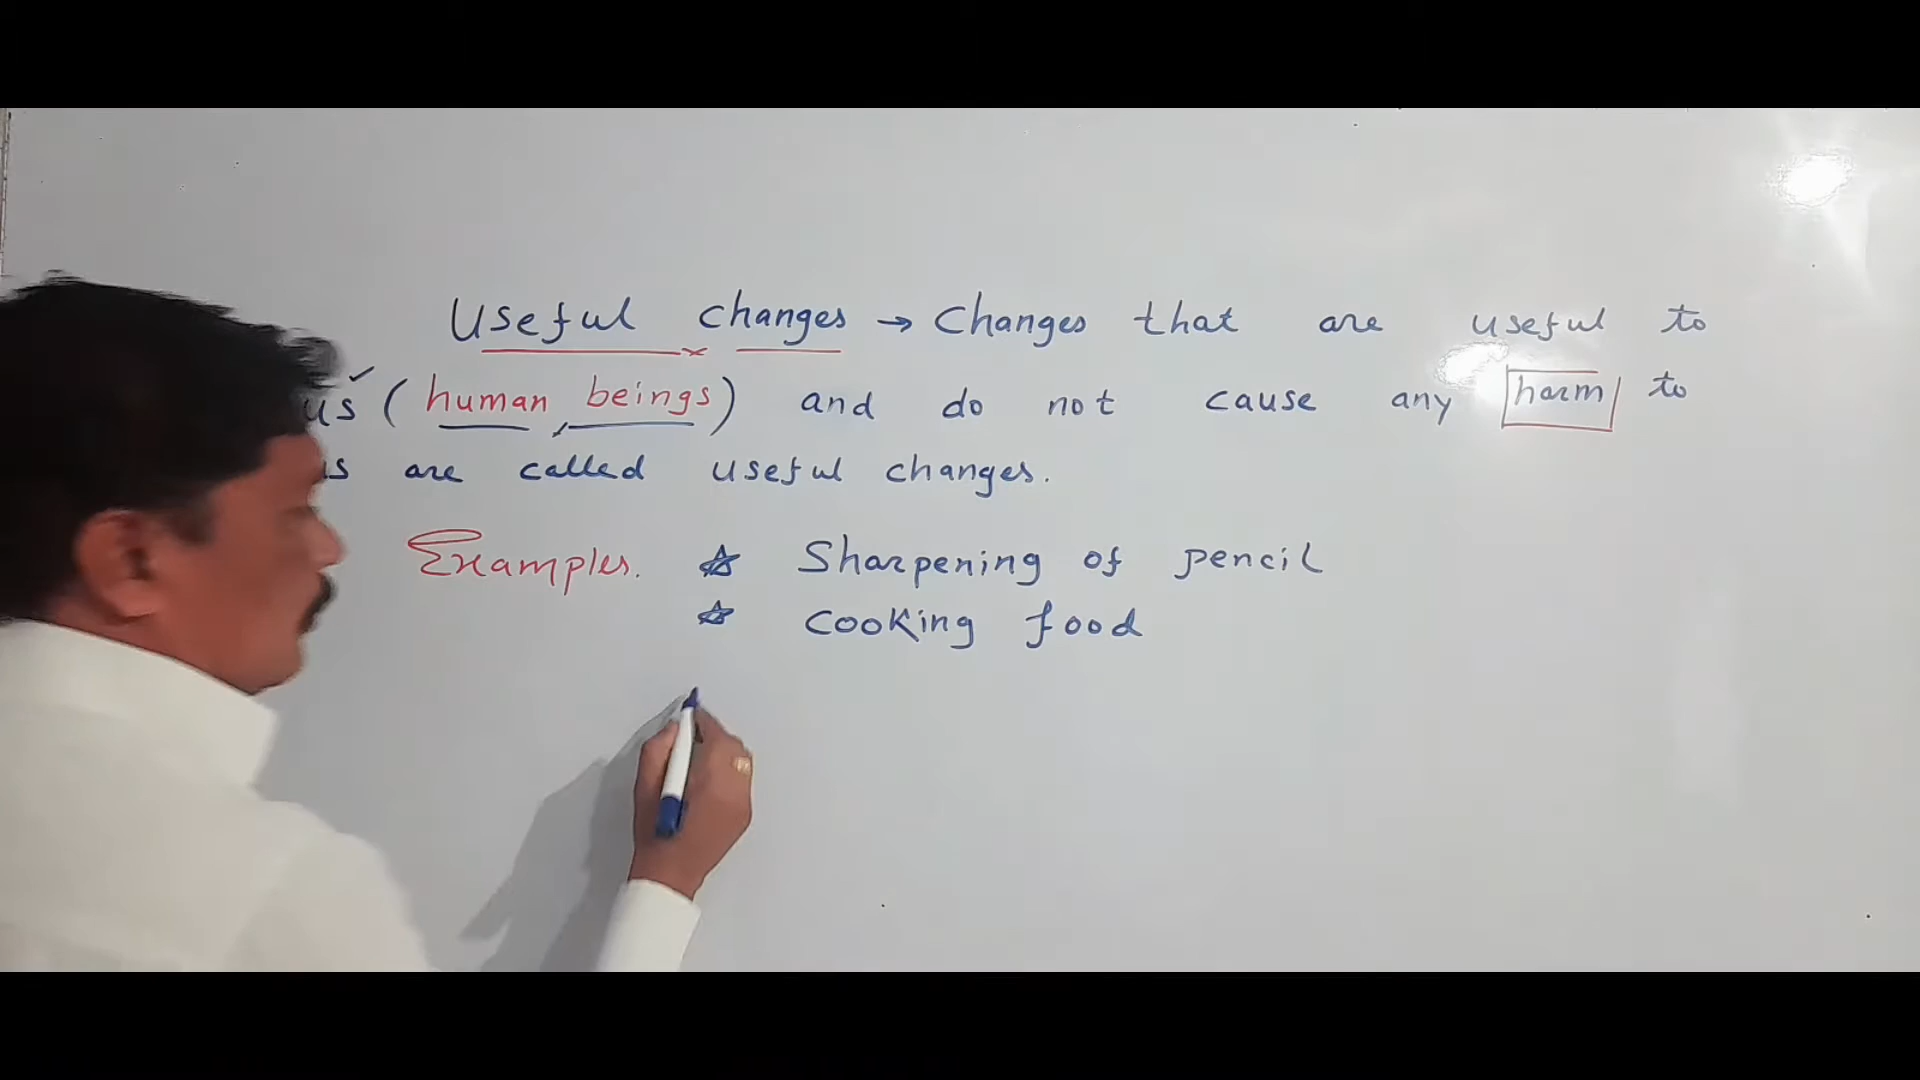 Useful changes → Changes that are useful to
us (human beings) and do not cause any harm to
us are called useful changes.
Examples. ☆ Sharpening of pencil
☆ Cooking food